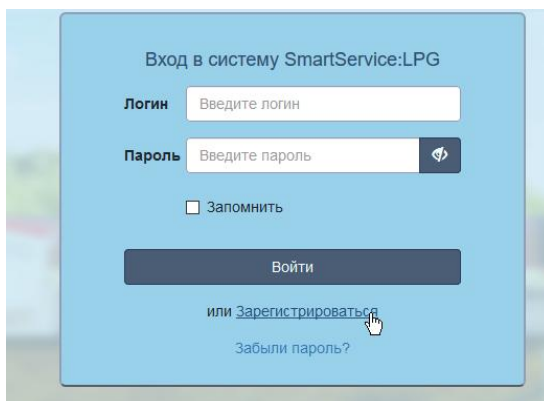 Вход в систему SmartService:LPG
Логин Введите логин
Пароль Введите пароль
Запомнить
Войти
или Зарегистрироваться
Забыли пароль?